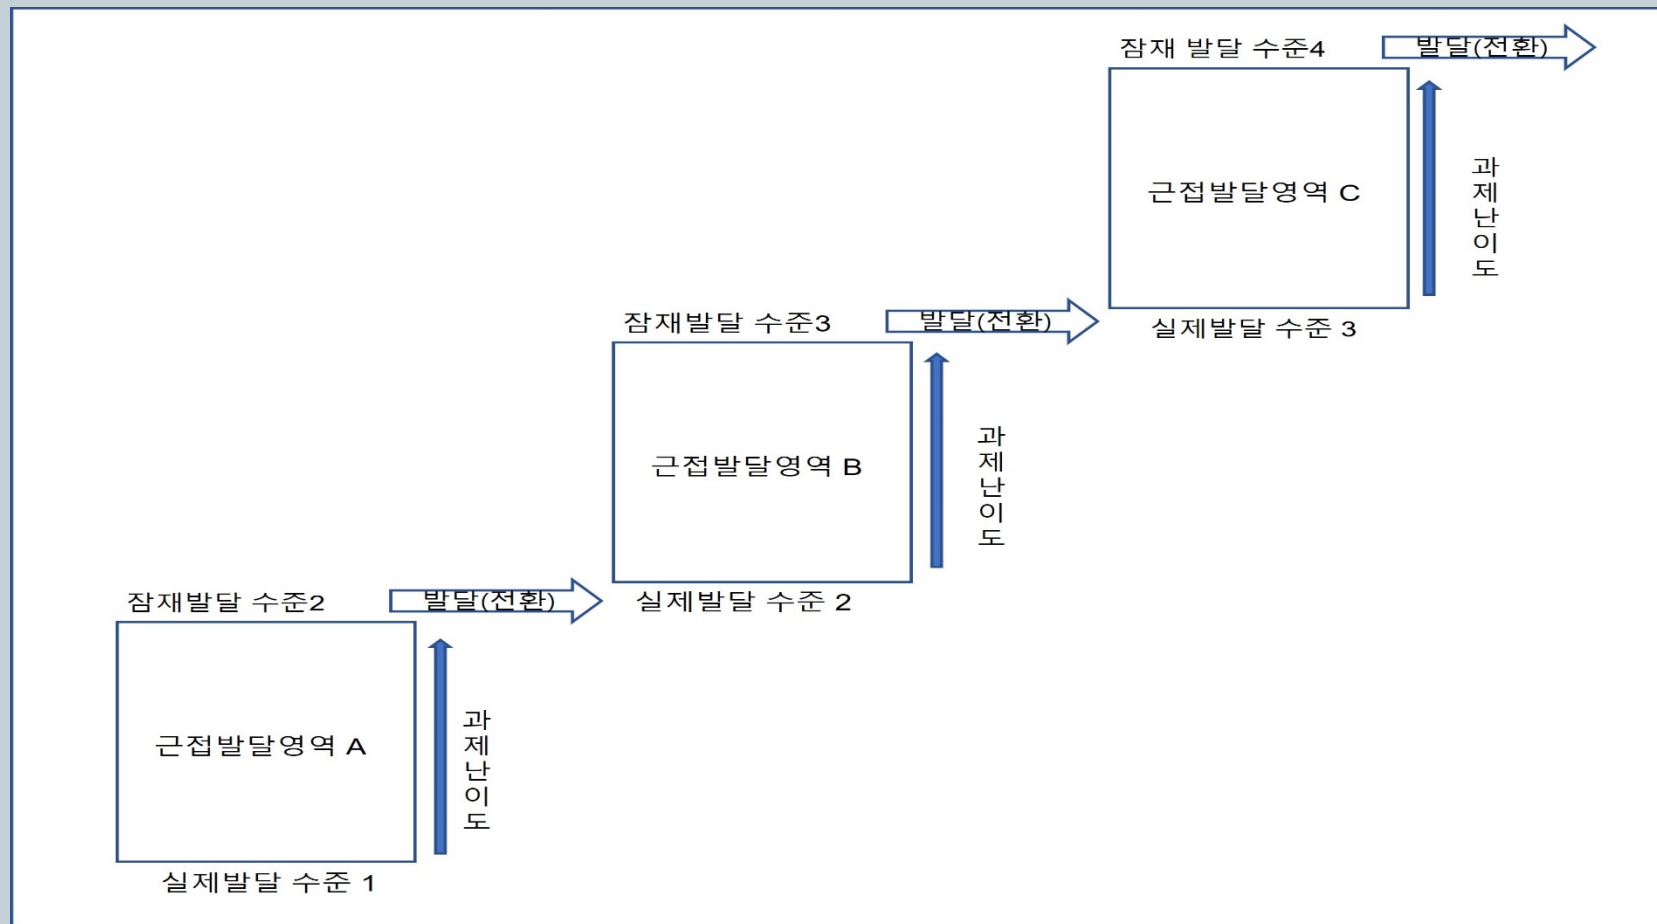 잠재 발달 수준4
발달(전환)
근접발달영역 C
과제난이도
실제발달 수준 3
잠재발달 수준3
발달(전환)
근접발달영역 B
과제난이도
실제발달 수준 2
잠재발달 수준2
발달(전환)
근접발달영역 A
과제난이도
실제발달 수준 1